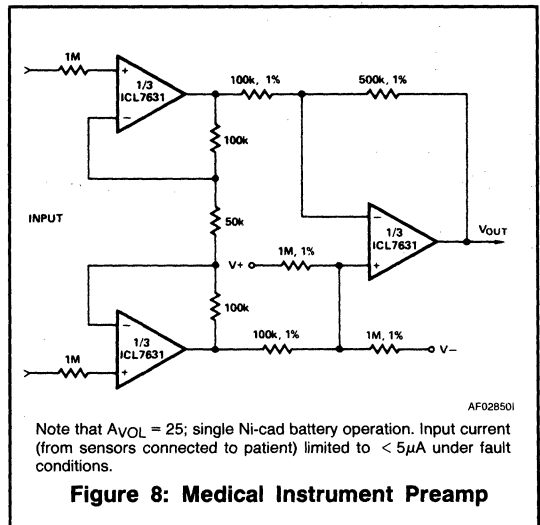 1M
1/3
ICL7631
100k, 1%
500k, 1%
100k
INPUT
50k
V+
1M, 1%
1/3
ICL7631
VOUT
100k
1M
1/3
ICL7631
100k, 1%
1M, 1%
V−
AF02850I
Note that AVOL = 25; single Ni-cad battery operation. Input current
(from sensors connected to patient) limited to < 5μA under fault
conditions.
Figure 8: Medical Instrument Preamp